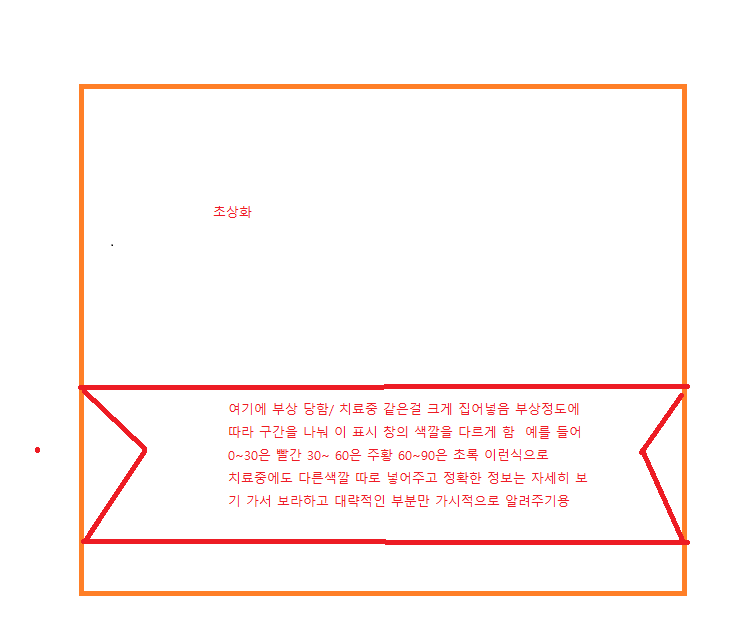 초상화
여기에 부상 당함/ 치료중 같은걸 크게 집어넣음 부상정도에
따라 구간을 나눠 이 표시 창의 색깔을 다르게 함 예를 들어
0~30은 빨간 30~ 60은 주황 60~90은 초록 이런식으로
치료중에도 다른색깔 따로 넣어주고 정확한 정보는 자세히 보
기 가서 보라하고 대략적인 부분만 가시적으로 알려주기용